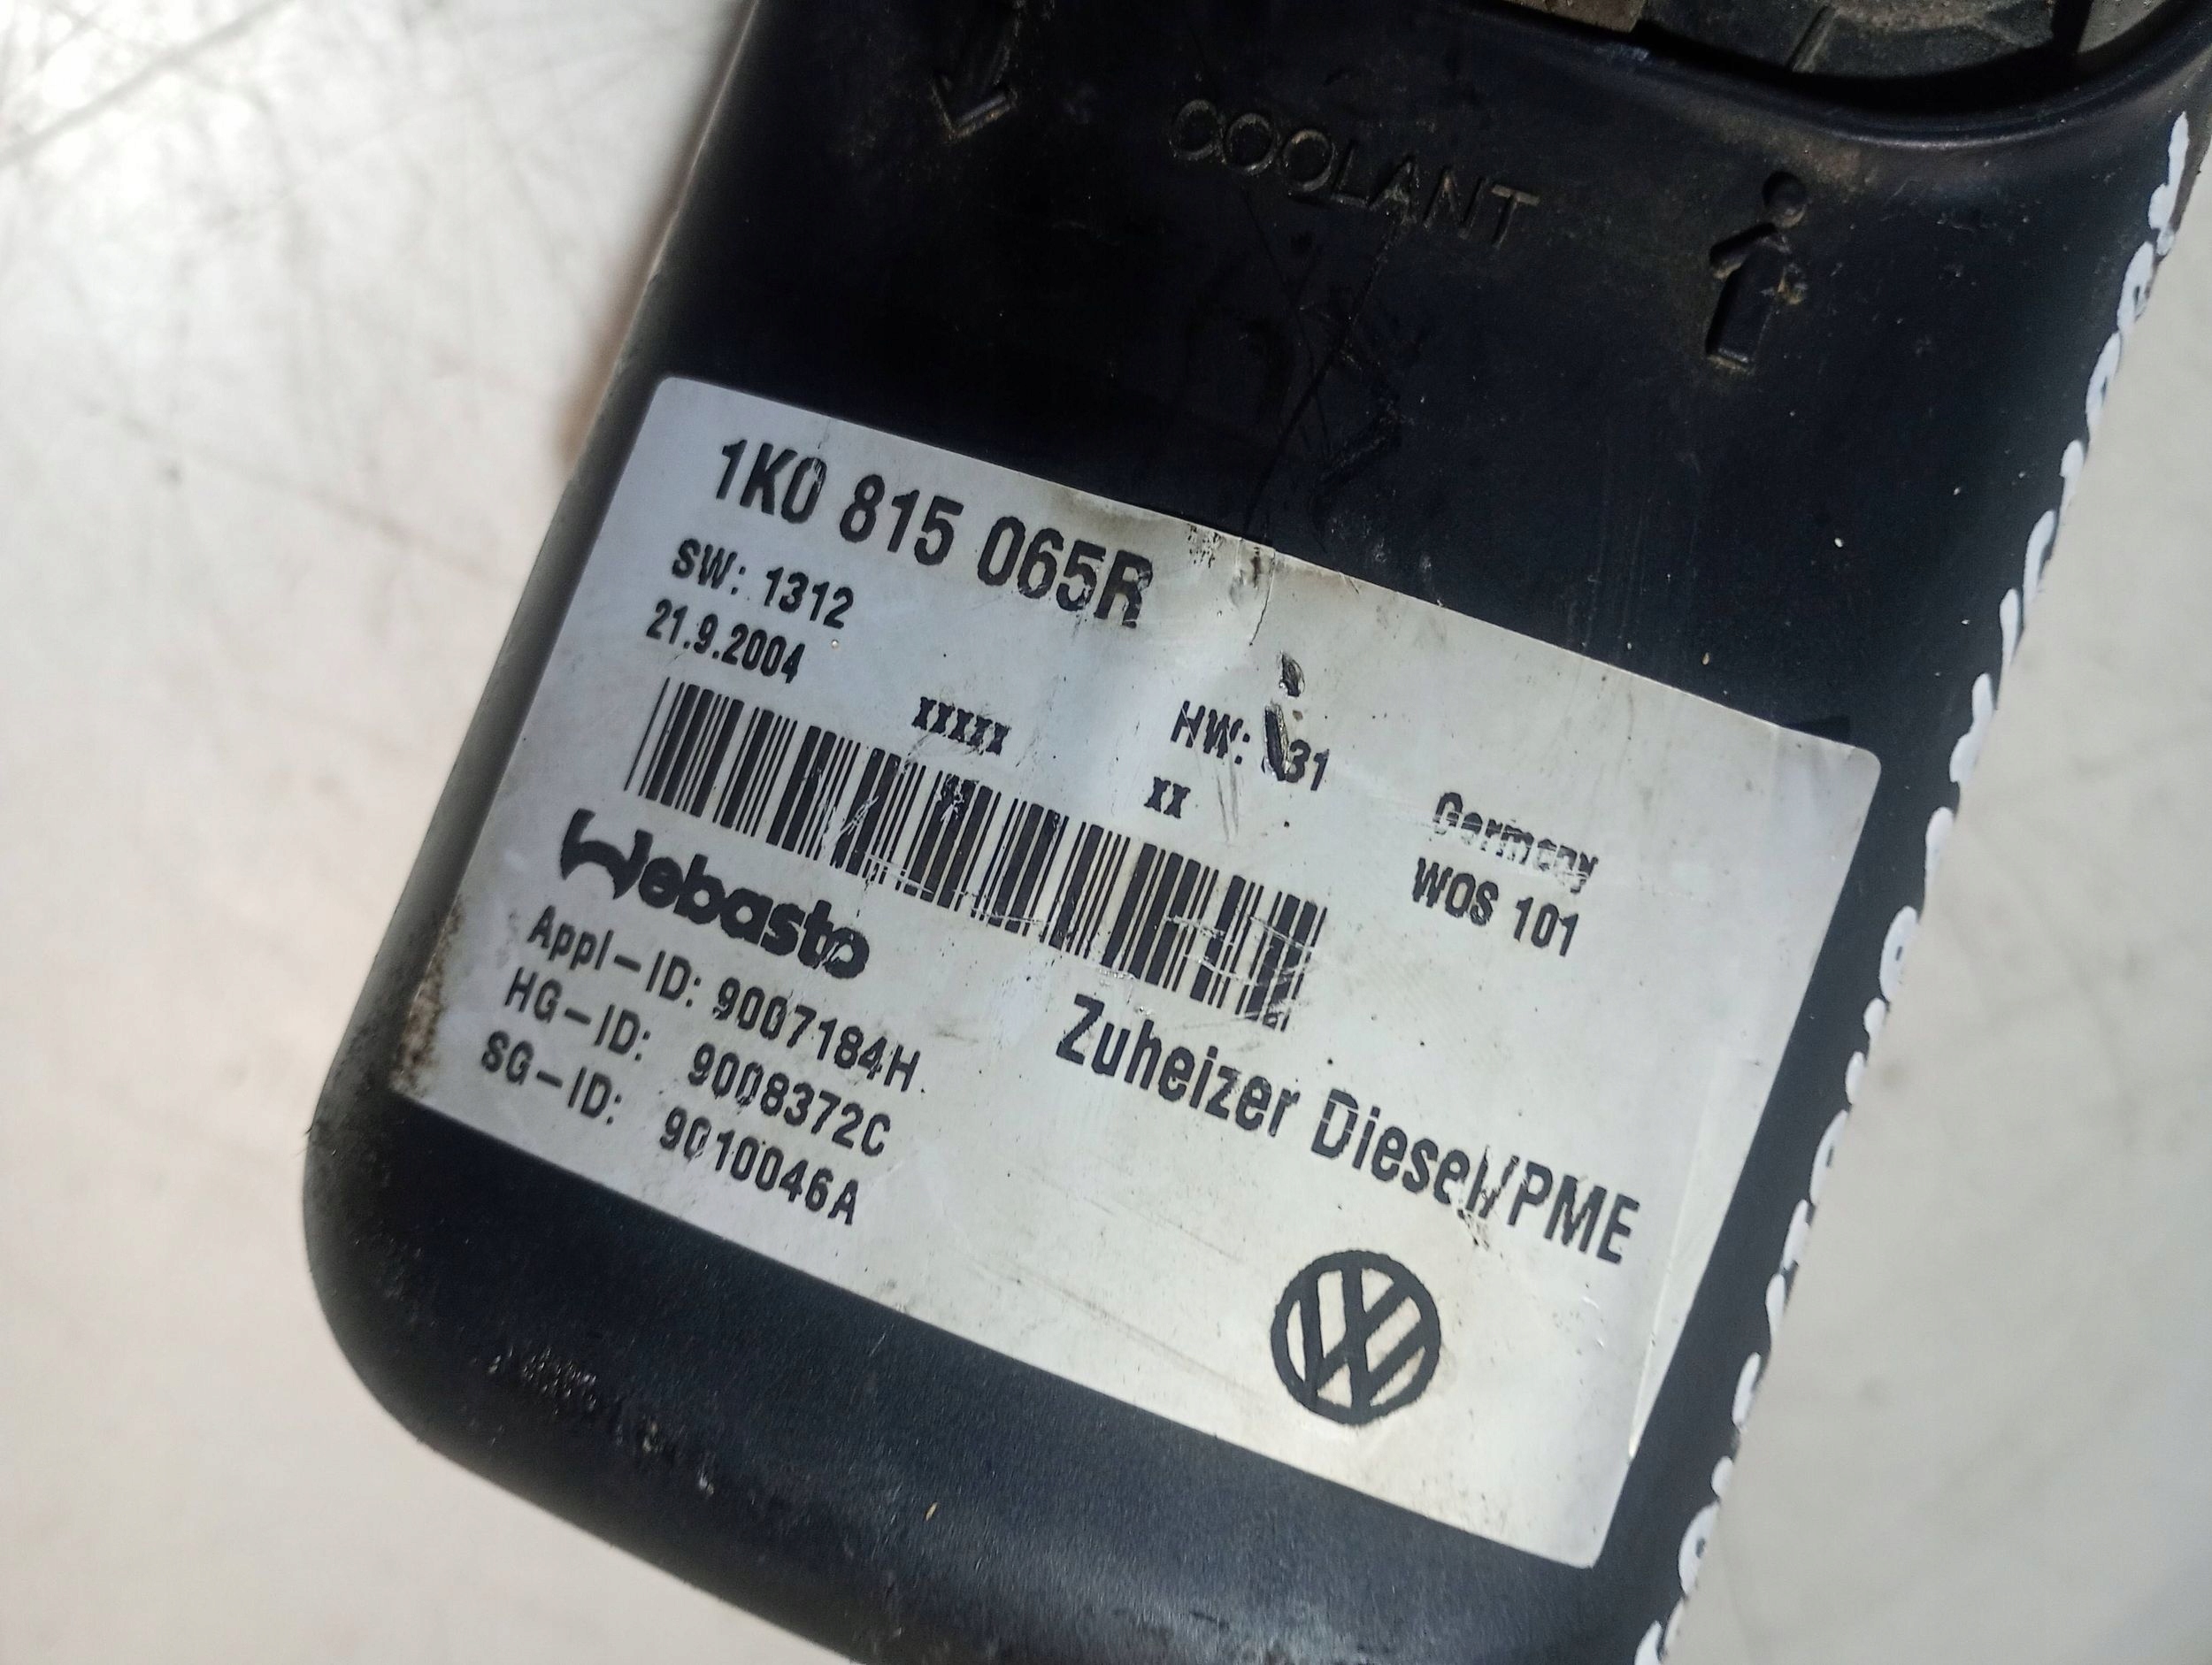 COOLANT
1K0 815 065R
SW: 1312
21.9.2004
xxxxx
HW: 31
xx
Germany
WOS 101
Webasto
Appl-ID: 9007184H
HG-ID: 9008372C
SG-ID: 9010046A
Zuheizer Diesel/PME